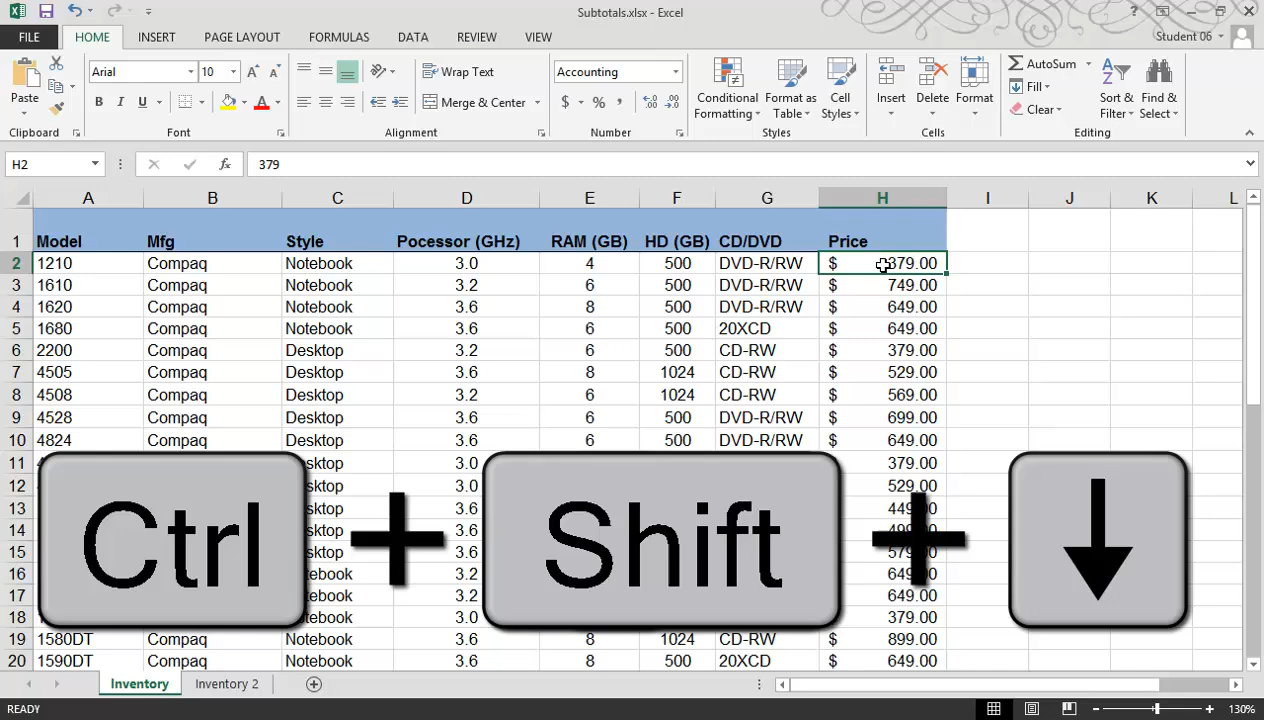 Subtotals.xlsx - Excel
FILE HOME INSERT PAGE LAYOUT FORMULAS DATA REVIEW VIEW Student 06
Paste
Arial 10
B I U A
Wrap Text
Merge & Center
Accounting
$ % ,
Conditional Formatting
Format as Table
Cell Styles
Insert
Delete
Format
AutoSum
Fill
Clear
Sort & Filter
Find & Select
Clipboard Font Alignment Number Styles Cells Editing
H2 fx 379
A B C D E F G H I J K L
1 Model Mfg Style Pocessor (GHz) RAM (GB) HD (GB) CD/DVD Price
2 1210 Compaq Notebook 3.0 4 500 DVD-R/RW $ 379.00
3 1610 Compaq Notebook 3.2 6 500 DVD-R/RW $ 749.00
4 1620 Compaq Notebook 3.6 8 500 DVD-R/RW $ 649.00
5 1680 Compaq Notebook 3.6 6 500 20XCD $ 649.00
6 2200 Compaq Desktop 3.2 6 500 CD-RW $ 379.00
7 4505 Compaq Desktop 3.6 8 1024 CD-RW $ 529.00
8 4508 Compaq Desktop 3.2 6 1024 CD-RW $ 569.00
9 4528 Compaq Desktop 3.6 6 500 DVD-R/RW $ 699.00
10 4824 Compaq Desktop 3.6 6 500 DVD-R/RW $ 649.00
11 3.0 379.00
12 3.0 529.00
13 3.6
14 3.6
15 3.6
16 3.2
17 3.2 649.00
18 3.0 379.00
19 1580DT Compaq Notebook 3.6 8 1024 CD-RW $ 899.00
20 1590DT Compaq Notebook 3.6 8 500 20XCD $ 649.00
Ctrl + Shift + ↓
Inventory Inventory 2
READY 130%